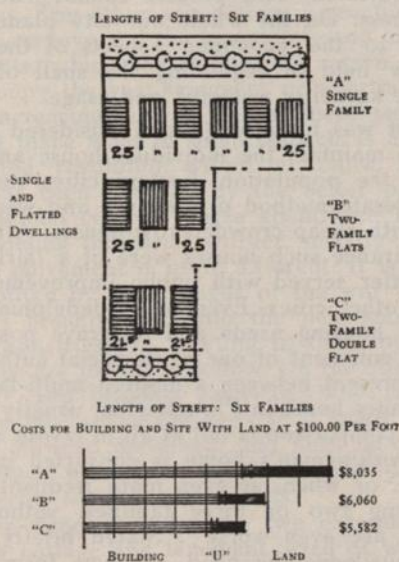 LENGTH OF STREET: SIX FAMILIES
"A"
SINGLE
FAMILY
25 " " " " 25
SINGLE
AND
FLATTED
DWELLINGS
"B"
TWO-
FAMILY
FLATS
25 " 25
"C"
TWO-
FAMILY
DOUBLE
FLAT
LENGTH OF STREET: SIX FAMILIES
COSTS FOR BUILDING AND SITE WITH LAND AT $100.00 PER FOOT
"A" $8,035
"B" $6,060
"C" $5,582
BUILDING "U" LAND